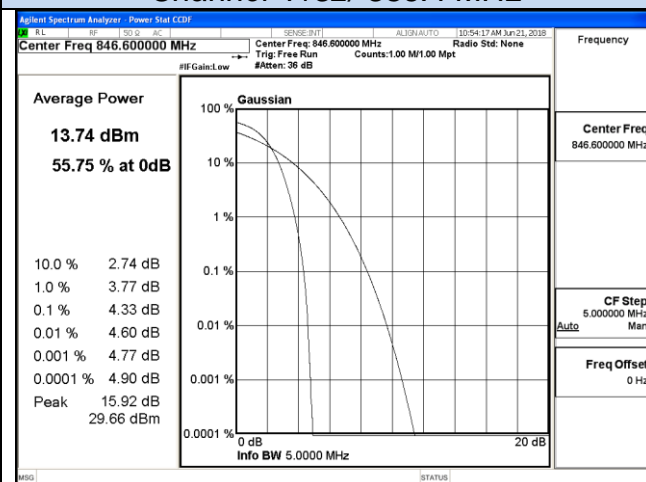 Agilent Spectrum Analyzer - Power Stat CCDF
RL RF 50 Ω AC SENSE:INT ALIGN AUTO 10:54:17 AM Jun 21, 2018
Center Freq 846.600000 MHz
Center Freq: 846.600000 MHz Radio Std: None
Trig: Free Run Counts:1.00 M/1.00 Mpt
#IFGain:Low #Atten: 36 dB
Frequency
Average Power
13.74 dBm
55.75 % at 0dB
10.0 % 2.74 dB
1.0 % 3.77 dB
0.1 % 4.33 dB
0.01 % 4.60 dB
0.001 % 4.77 dB
0.0001 % 4.90 dB
Peak 15.92 dB
29.66 dBm
Gaussian
100 %
10 %
1 %
0.1 %
0.01 %
0.001 %
0.0001 %
0 dB 20 dB
Info BW 5.0000 MHz
Center Freq
846.600000 MHz
CF Step
5.000000 MHz
Auto Man
Freq Offset
0 Hz
MSG STATUS